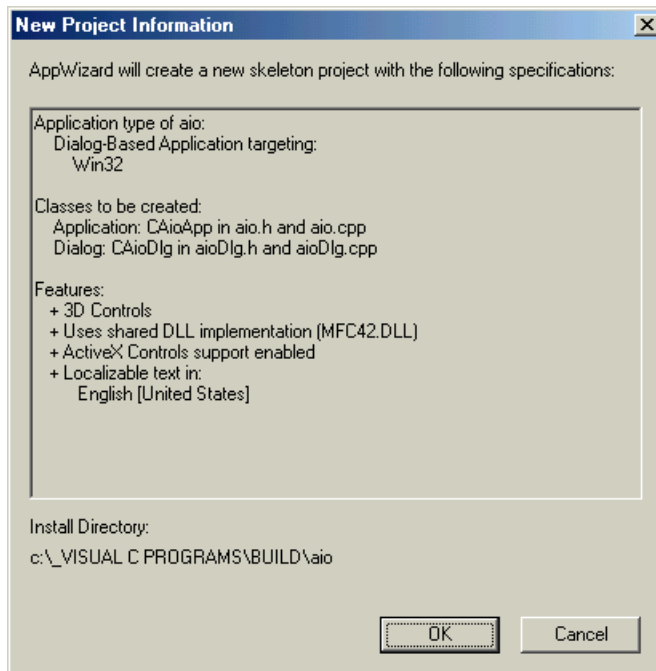 New Project Information
AppWizard will create a new skeleton project with the following specifications:
Application type of aio:
Dialog-Based Application targeting:
Win32
Classes to be created:
Application: CAioApp in aio.h and aio.cpp
Dialog: CAioDlg in aioDlg.h and aioDlg.cpp
Features:
+ 3D Controls
+ Uses shared DLL implementation (MFC42.DLL)
+ ActiveX Controls support enabled
+ Localizable text in:
English [United States]
Install Directory:
c:\_VISUAL C PROGRAMS\BUILD\aio
OK
Cancel